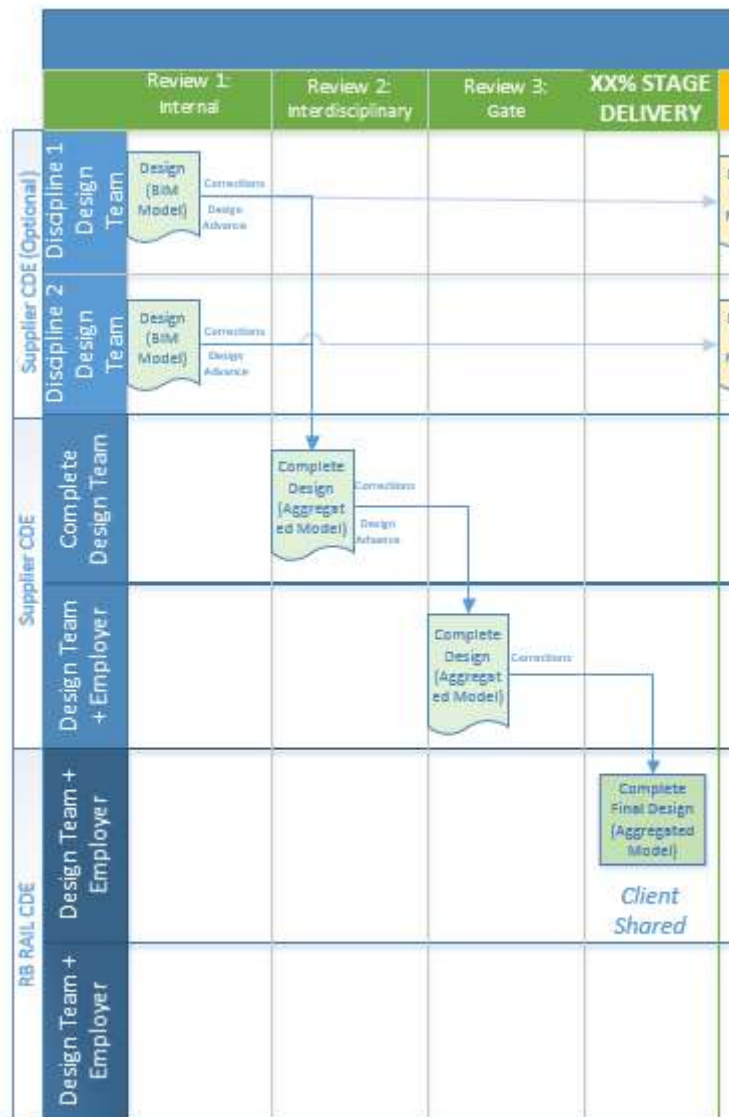 Review 1:
Internal
Review 2:
Interdisciplinary
Review 3:
Gate
XX% STAGE
DELIVERY
Supplier CDE (Optional)
Discipline 1
Design
Team
Design
(BIM
Model)
Corrections
Design
Advance
Discipline 2
Design
Team
Design
(BIM
Model)
Corrections
Design
Advance
Supplier CDE
Complete
Design Team
Complete
Design
(Aggregat
ed Model)
Corrections
Design
Advance
Design Team
+ Employer
Complete
Design
(Aggregat
ed Model)
Corrections
RB RAIL CDE
Design Team +
Employer
Complete
Final Design
(Aggregated
Model)
Client
Shared
Design Team +
Employer